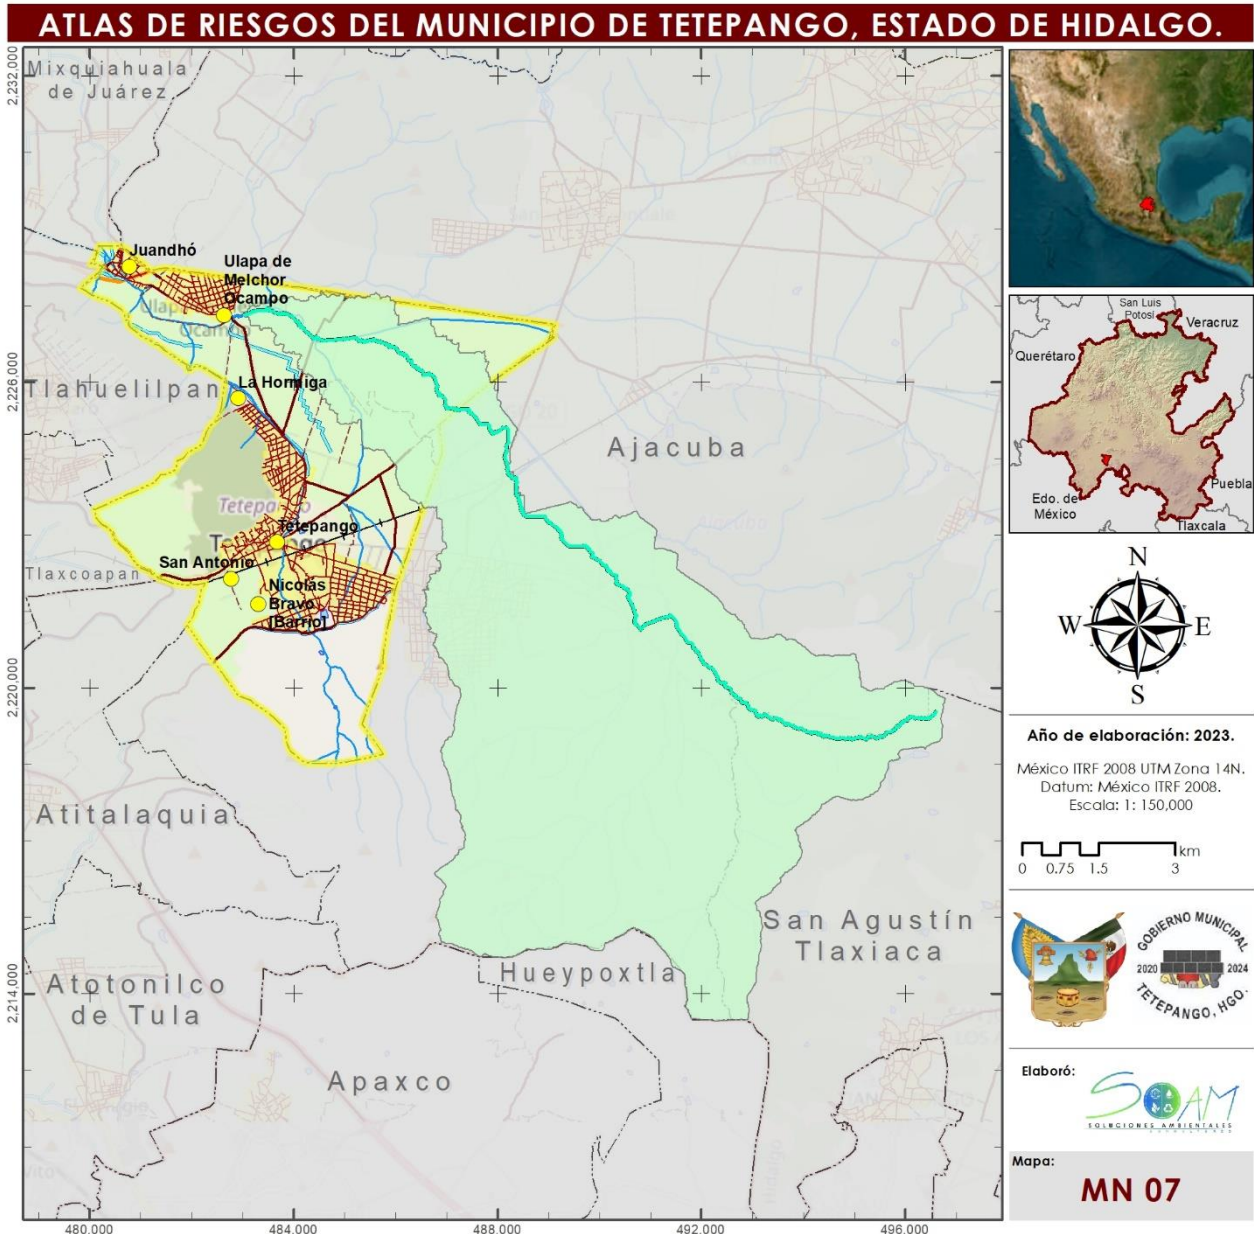 ATLAS DE RIESGOS DEL MUNICIPIO DE TETEPANGO, ESTADO DE HIDALGO.
Mixquiahuala
de Juárez
Juandhó
Ulapa de
Melchor
Ocampo
La Hormiga
Tlahuelilpan
Ajacuba
Tetepango
Tetepango
San Antonio
Tlaxcoapan
Nicolás
Bravo
[Barrio]
Atitalaquia
San Agustín
Tlaxiaca
Hueypoxtla
Atotonilco
de Tula
Apaxco
2,232,000
2,226,000
2,220,000
2,214,000
480,000
484,000
488,000
492,000
496,000
San Luis
Potosí
Veracruz
Querétaro
Puebla
Edo. de
México
Tlaxcala
N
W
E
S
Año de elaboración: 2023.
México ITRF 2008 UTM Zona 14N.
Datum: México ITRF 2008.
Escala: 1: 150,000
km
0 0.75 1.5 3
GOBIERNO MUNICIPAL
2020 2024
TETEPANGO, HGO.
Elaboró:
SOAM
SOLUCIONES AMBIENTALES
Mapa:
MN 07